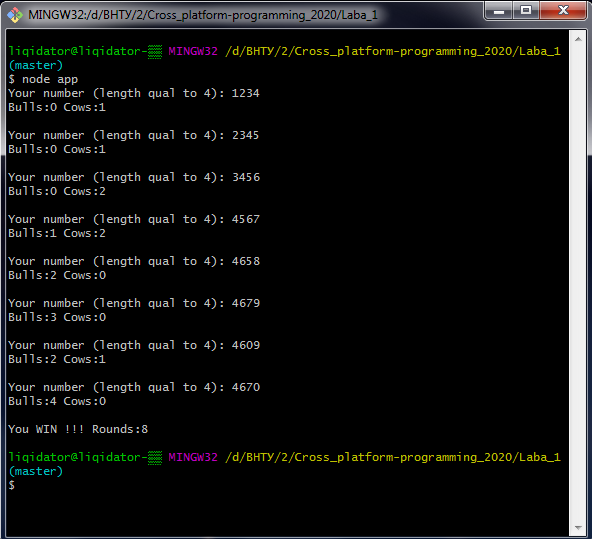 MINGW32:/d/ВНТУ/2/Cross_platform-programming_2020/Laba_1
liqidator@liqidator-▒▒ MINGW32 /d/ВНТУ/2/Cross_platform-programming_2020/Laba_1
(master)
$ node app
Your number (length qual to 4): 1234
Bulls:0 Cows:1
Your number (length qual to 4): 2345
Bulls:0 Cows:1
Your number (length qual to 4): 3456
Bulls:0 Cows:2
Your number (length qual to 4): 4567
Bulls:1 Cows:2
Your number (length qual to 4): 4658
Bulls:2 Cows:0
Your number (length qual to 4): 4679
Bulls:3 Cows:0
Your number (length qual to 4): 4609
Bulls:2 Cows:1
Your number (length qual to 4): 4670
Bulls:4 Cows:0
You WIN !!! Rounds:8
liqidator@liqidator-▒▒ MINGW32 /d/ВНТУ/2/Cross_platform-programming_2020/Laba_1
(master)
$